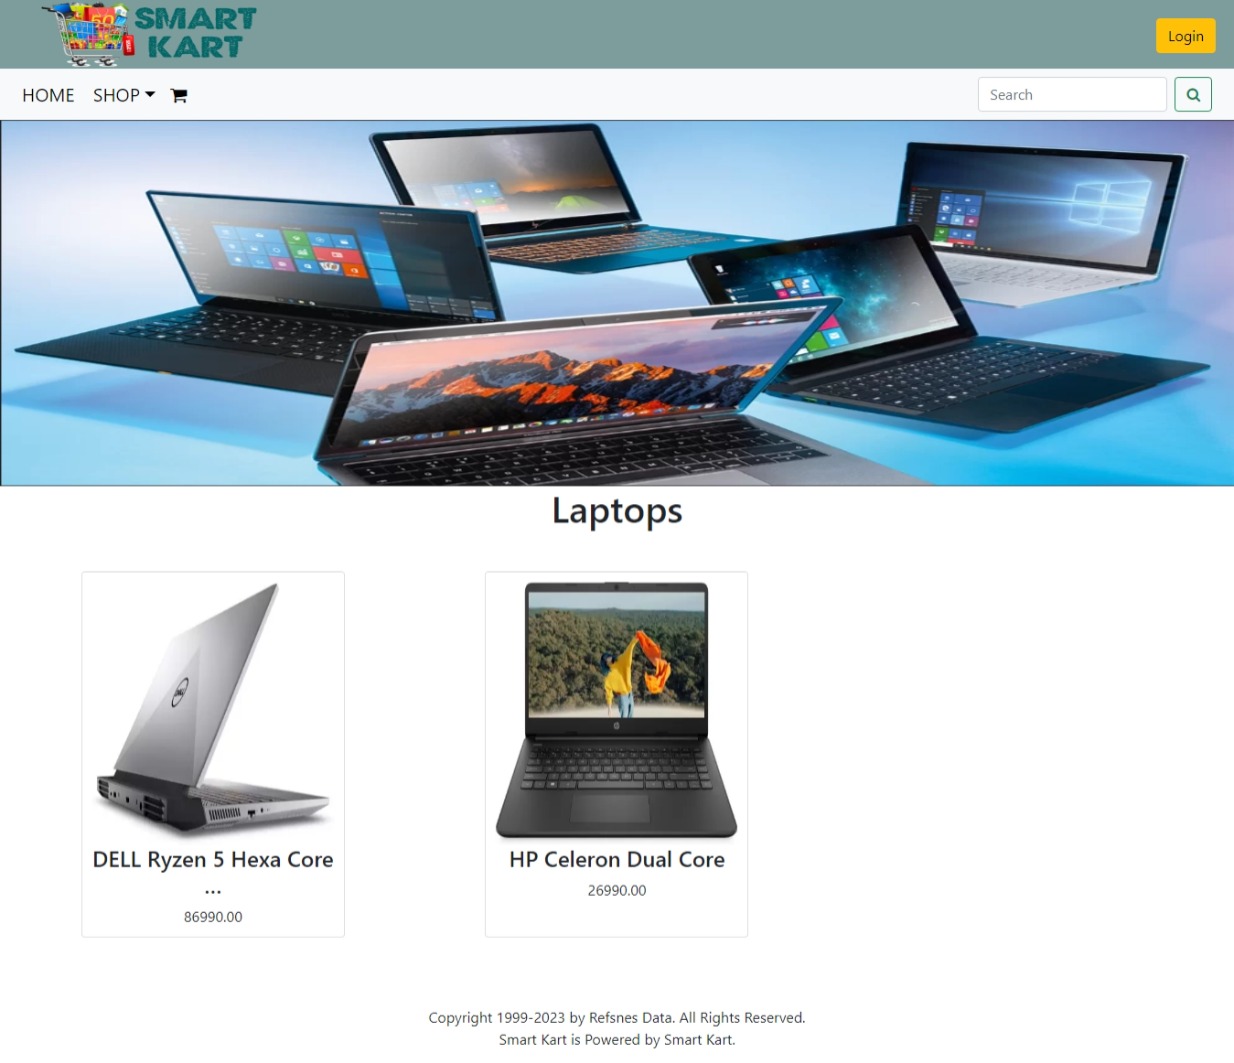 SMART
KART
Login
HOME SHOP
Search
Laptops
DELL Ryzen 5 Hexa Core
...
86990.00
HP Celeron Dual Core
26990.00
Copyright 1999-2023 by Refsnes Data. All Rights Reserved.
Smart Kart is Powered by Smart Kart.